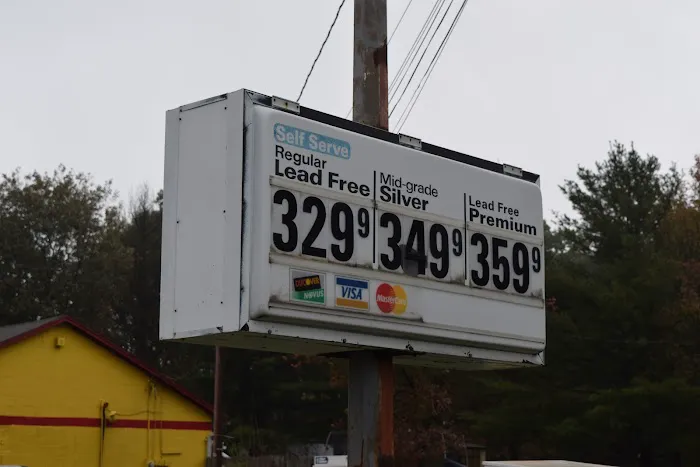 Self Serve
Regular
Lead Free
329 9
Mid-grade
Silver
349 9
Lead Free
Premium
359 9
DISCOVER
NOVUS
VISA
MasterCard